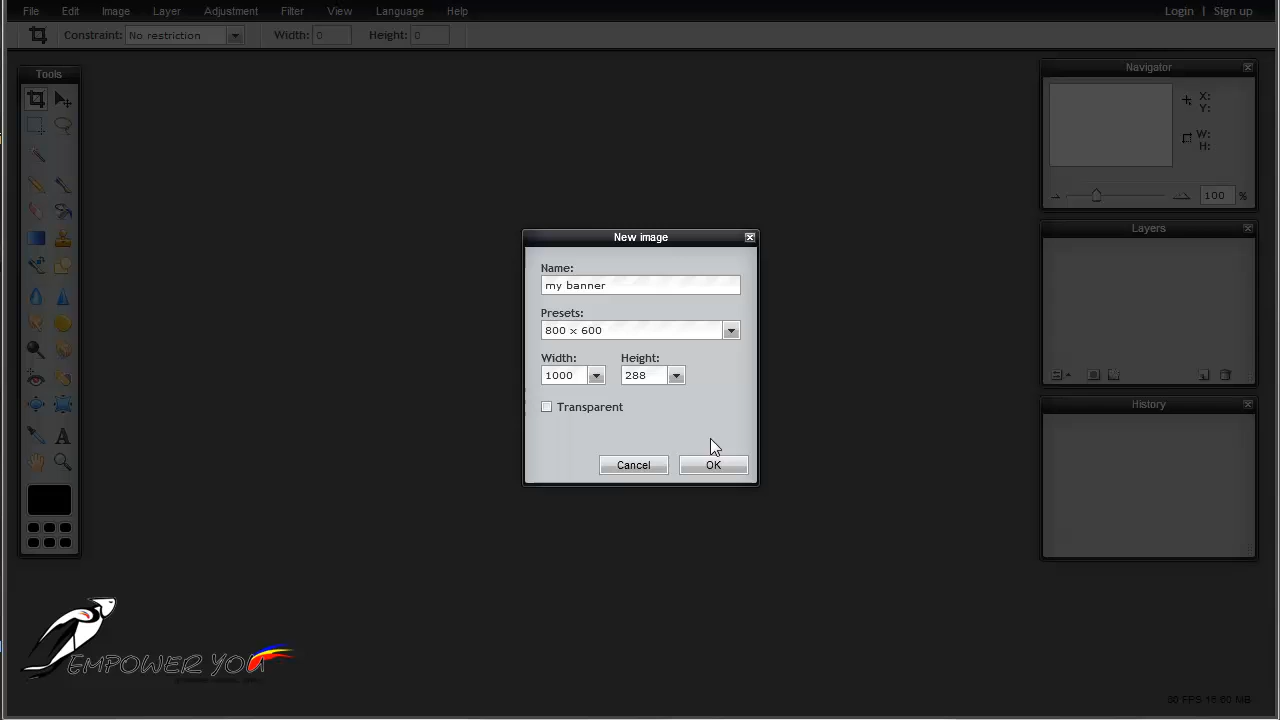 File Edit Image Layer Adjustment Filter View Language Help Login | Sign up
Constraint: No restriction Width: 0 Height: 0
Tools
Navigator
X:
Y:
W:
H:
100 %
Layers
History
New image
Name:
my banner
Presets:
800 x 600
Width: Height:
1000 288
Transparent
Cancel OK
EMPOWER YOU